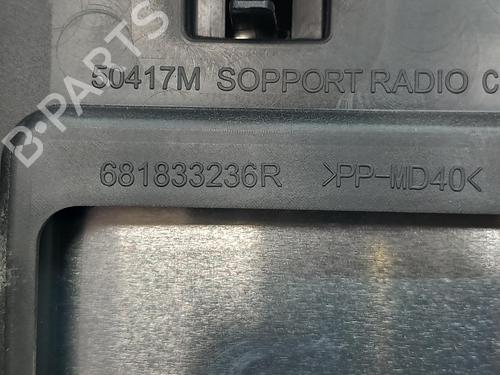 50417M SOPPORT RADIO C
681833236R >PP-MD40<
B-PARTS